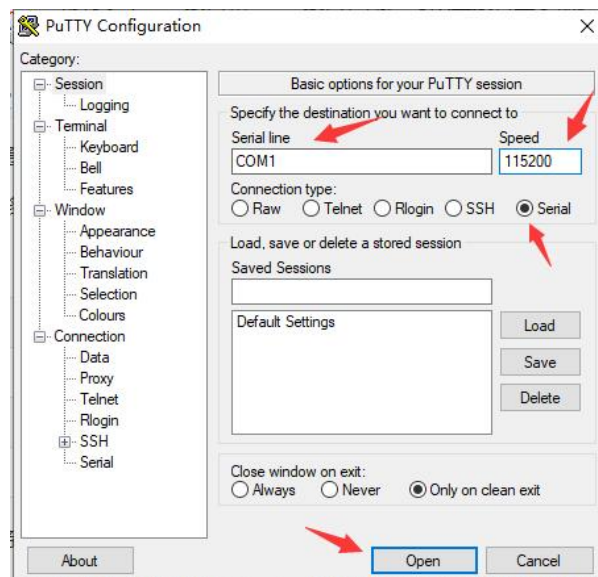 PuTTY Configuration
Category:
Session
Logging
Terminal
Keyboard
Bell
Features
Window
Appearance
Behaviour
Translation
Selection
Colours
Connection
Data
Proxy
Telnet
Rlogin
SSH
Serial
Basic options for your PuTTY session
Specify the destination you want to connect to
Serial line Speed
COM1 115200
Connection type:
Raw Telnet Rlogin SSH Serial
Load, save or delete a stored session
Saved Sessions
Default Settings
Load
Save
Delete
Close window on exit:
Always Never Only on clean exit
About Open Cancel